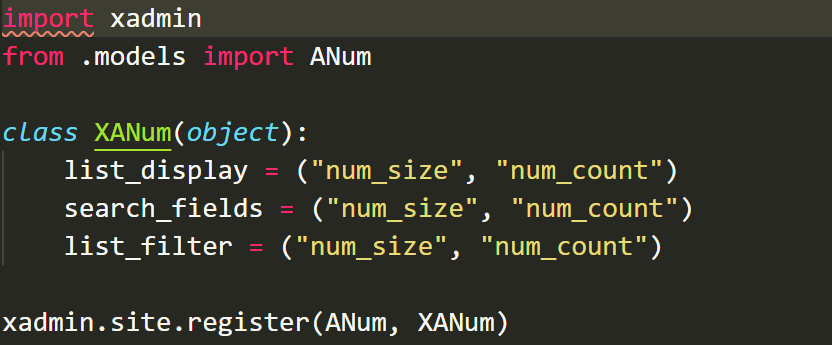 import xadmin
from .models import ANum

class XANum(object):
    list_display = ("num_size", "num_count")
    search_fields = ("num_size", "num_count")
    list_filter = ("num_size", "num_count")

xadmin.site.register(ANum, XANum)